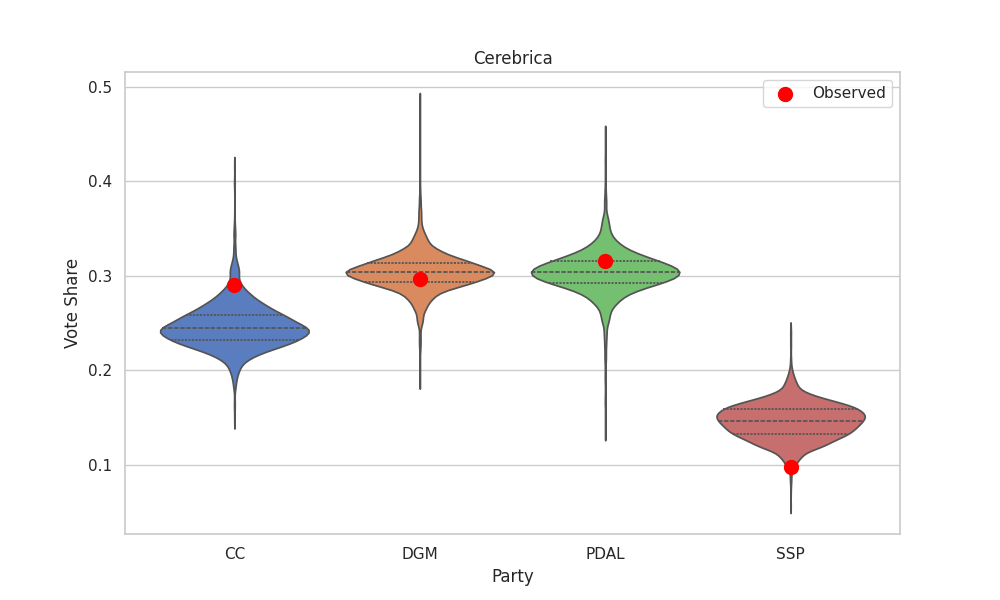 Cerebrica
Observed
0.5
0.4
0.3
0.2
0.1
Vote Share
CC
DGM
PDAL
SSP
Party